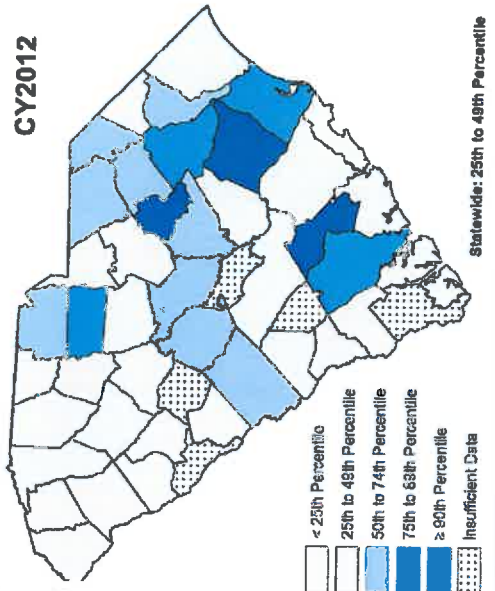 CY2012
< 25th Percentile
25th to 49th Percentile
50th to 74th Percentile
75th to 89th Percentile
≥ 90th Percentile
Insufficient Data
Statewide: 25th to 49th Percentile